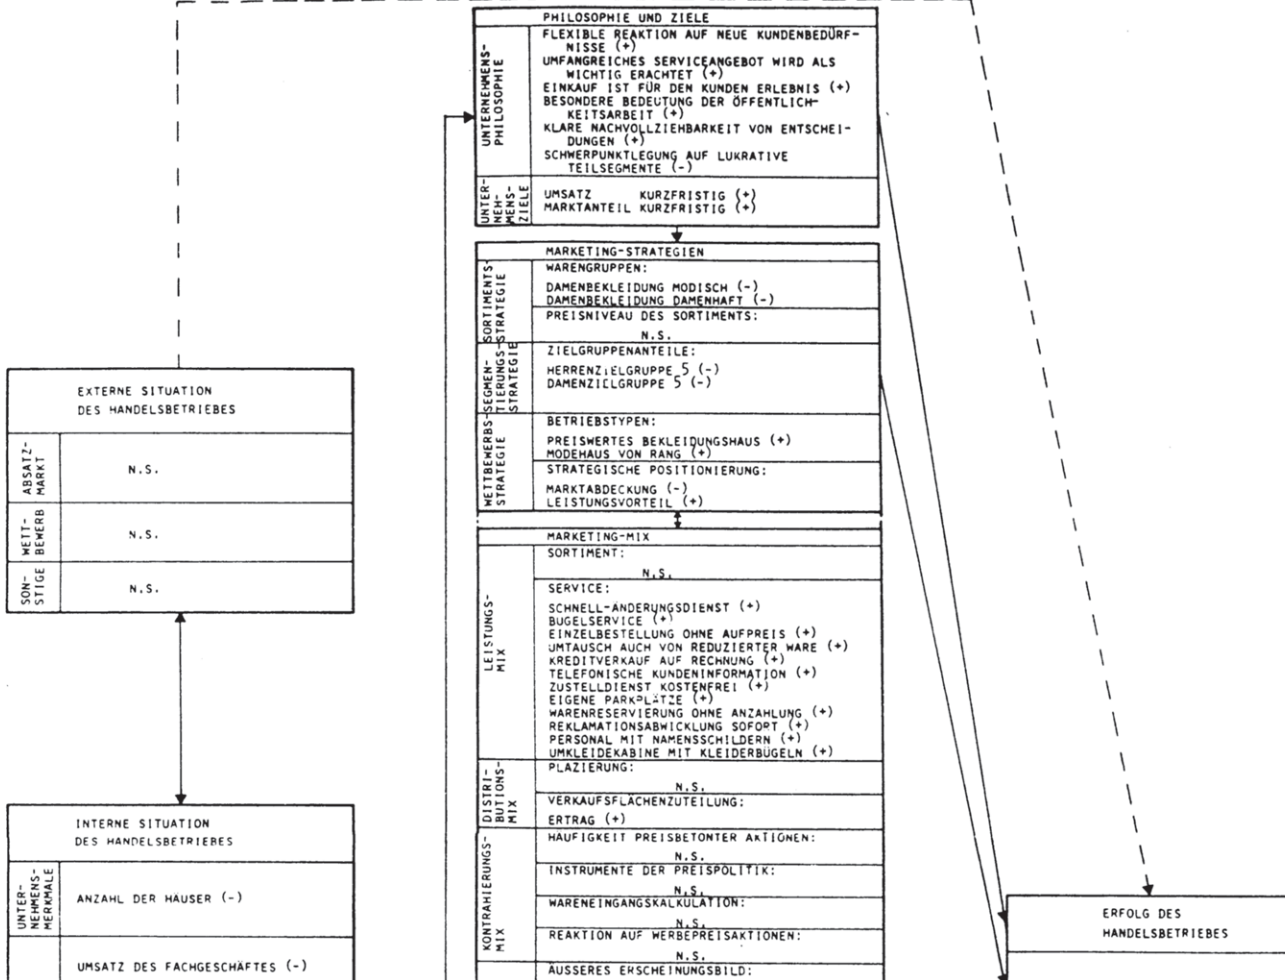 PHILOSOPHIE UND ZIELE
UNTERNEHMENS-
PHILOSOPHIE
FLEXIBLE REAKTION AUF NEUE KUNDENBEDÜRF-
NISSE (+)
UMFANGREICHES SERVICEANGEBOT WIRD ALS
WICHTIG ERACHTET (+)
EINKAUF IST FÜR DEN KUNDEN ERLEBNIS (+)
BESONDERE BEDEUTUNG DER ÖFFENTLICH-
KEITSARBEIT (+)
KLARE NACHVOLLZIEHBARKEIT VON ENTSCHEI-
DUNGEN (+)
SCHWERPUNKTLEGUNG AUF LUKRATIVE
TEILSEGMENTE (-)
UNTER-
NEH-
MENS-
ZIELE
UMSATZ KURZFRISTIG (+)
MARKTANTEIL KURZFRISTIG (+)
MARKETING-STRATEGIEN
SORTIMENTS-
STRATEGIE
WARENGRUPPEN:
DAMENBEKLEIDUNG MODISCH (-)
DAMENBEKLEIDUNG DAMENHAFT (-)
PREISNIVEAU DES SORTIMENTS:
N.S.
SEGMEN-
TIERUNGS-
STRATEGIE
ZIELGRUPPENANTEILE:
HERRENZIELGRUPPE 5 (-)
DAMENZIELGRUPPE 5 (-)
WETTBEWERBS-
STRATEGIE
BETRIEBSTYPEN:
PREISWERTES BEKLEIDUNGSHAUS (+)
MODEHAUS VON RANG (+)
STRATEGISCHE POSITIONIERUNG:
MARKTABDECKUNG (-)
LEISTUNGSVORTEIL (+)
EXTERNE SITUATION
DES HANDELSBETRIEBES
ABSATZ-
MARKT
N.S.
WETT-
BEWERB
N.S.
SON-
STIGE
N.S.
MARKETING-MIX
LEISTUNGS-
MIX
SORTIMENT:
N.S.
SERVICE:
SCHNELL-ÄNDERUNGSDIENST (+)
BÜGELSERVICE (+)
EINZELBESTELLUNG OHNE AUFPREIS (+)
UMTAUSCH AUCH VON REDUZIERTER WARE (+)
KREDITVERKAUF AUF RECHNUNG (+)
TELEFONISCHE KUNDENINFORMATION (+)
ZUSTELLDIENST KOSTENFREI (+)
EIGENE PARKPLÄTZE (+)
WARENRESERVIERUNG OHNE ANZAHLUNG (+)
REKLAMATIONSABWICKLUNG SOFORT (+)
PERSONAL MIT NAMENSSCHILDERN (+)
UMKLEIDEKABINE MIT KLEIDERBÜGELN (+)
DISTRI-
BUTIONS-
MIX
PLAZIERUNG:
N.S.
VERKAUFSFLÄCHENZUTEILUNG:
ERTRAG (+)
KONTRAHIERUNGS-
MIX
HÄUFIGKEIT PREISBETONTER AKTIONEN:
N.S.
INSTRUMENTE DER PREISPOLITIK:
N.S.
WARENEINGANGSKALKULATION:
N.S.
REAKTION AUF WERBEPREISAKTIONEN:
N.S.
ÄUSSERES ERSCHEINUNGSBILD:
INTERNE SITUATION
DES HANDELSBETRIEBES
UNTER-
NEHMENS-
MERKMALE
ANZAHL DER HÄUSER (-)
UMSATZ DES FACHGESCHÄFTES (-)
ERFOLG DES
HANDELSBETRIEBES